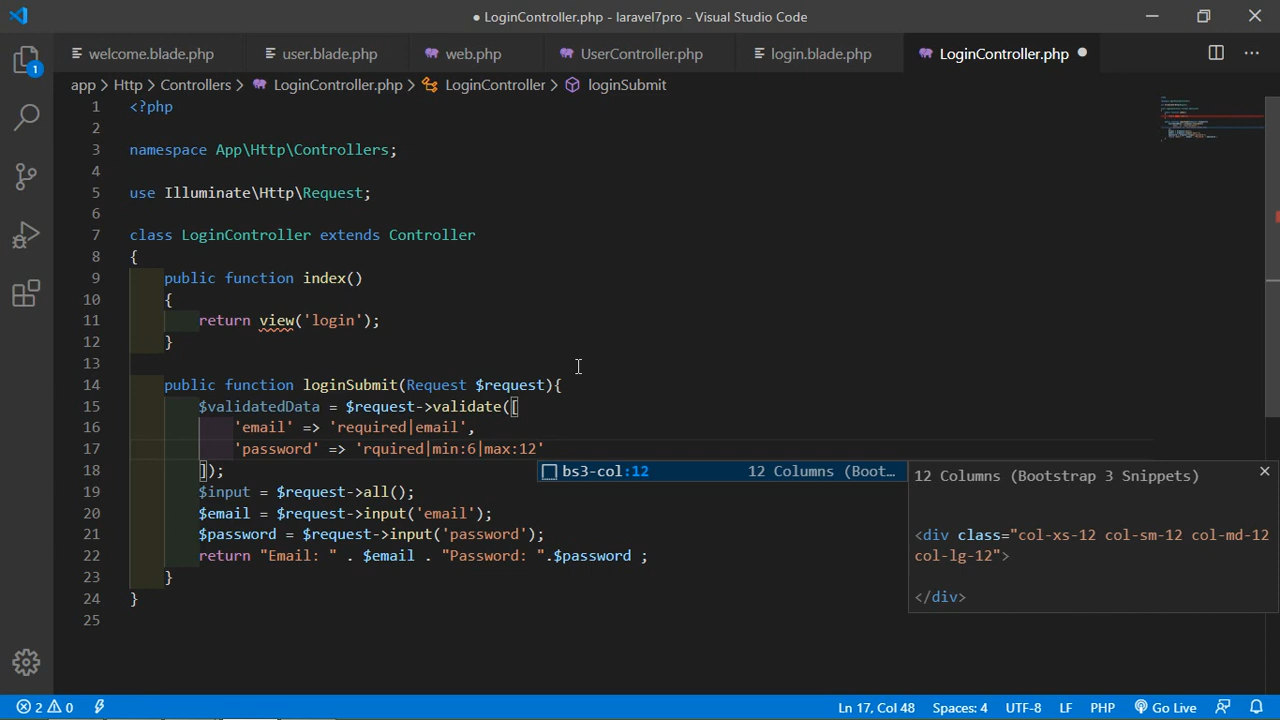 ● LoginController.php - laravel7pro - Visual Studio Code
welcome.blade.php user.blade.php web.php UserController.php login.blade.php LoginController.php ●
app > Http > Controllers > LoginController.php > LoginController > loginSubmit
1 <?php
2
3 namespace App\Http\Controllers;
4
5 use Illuminate\Http\Request;
6
7 class LoginController extends Controller
8 {
9 public function index()
10 {
11 return view('login');
12 }
13
14 public function loginSubmit(Request $request){
15 $validatedData = $request->validate([
16 'email' => 'required|email',
17 'password' => 'rquired|min:6|max:12'
18 ]);
19 $input = $request->all();
20 $email = $request->input('email');
21 $password = $request->input('password');
22 return "Email: " . $email . "Password: ".$password ;
23 }
24 }
25
bs3-col:12 12 Columns (Boot…
12 Columns (Bootstrap 3 Snippets)
<div class="col-xs-12 col-sm-12 col-md-12
col-lg-12">
</div>
1
2 0 Ln 17, Col 48 Spaces: 4 UTF-8 LF PHP Go Live